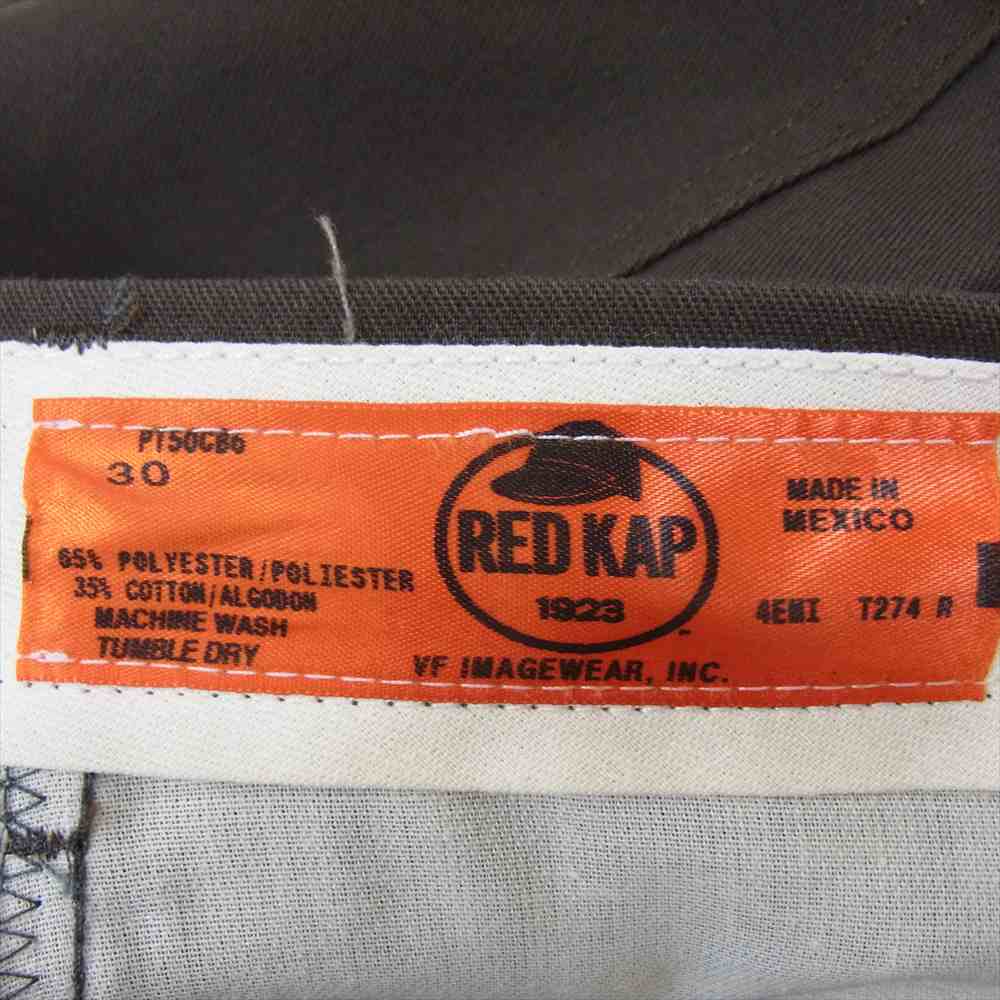 PT50CB6
30
65% POLYESTER/POLIESTER
35% COTTON/ALGODON
MACHINE WASH
TUMBLE DRY
RED KAP
1923
™
VF IMAGEWEAR, INC.
MADE IN
MEXICO
4EMI T274 R